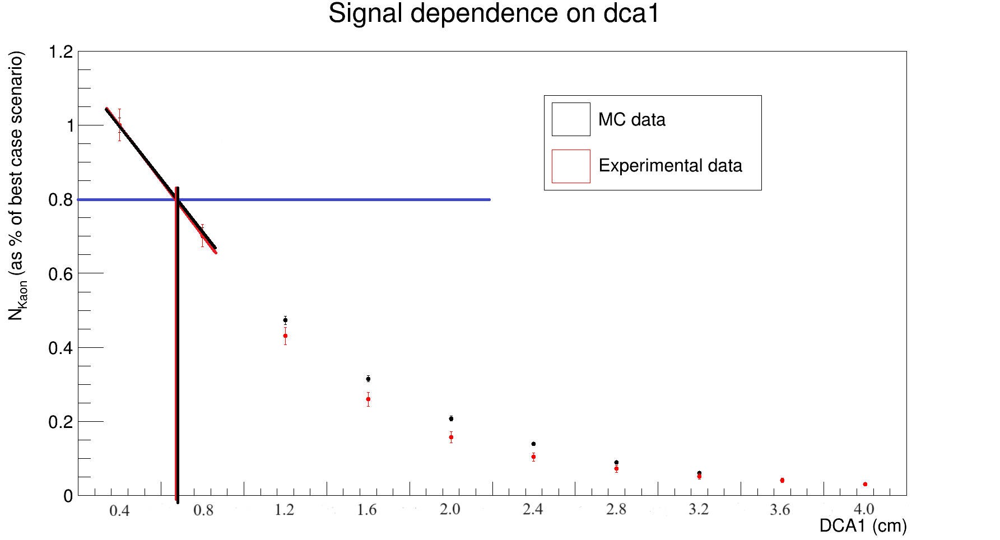 Signal dependence on dca1
N_Kaon (as % of best case scenario)
1.2
1
0.8
0.6
0.4
0.2
0
MC data
Experimental data
0.4 0.8 1.2 1.6 2.0 2.4 2.8 3.2 3.6 4.0
DCA1 (cm)